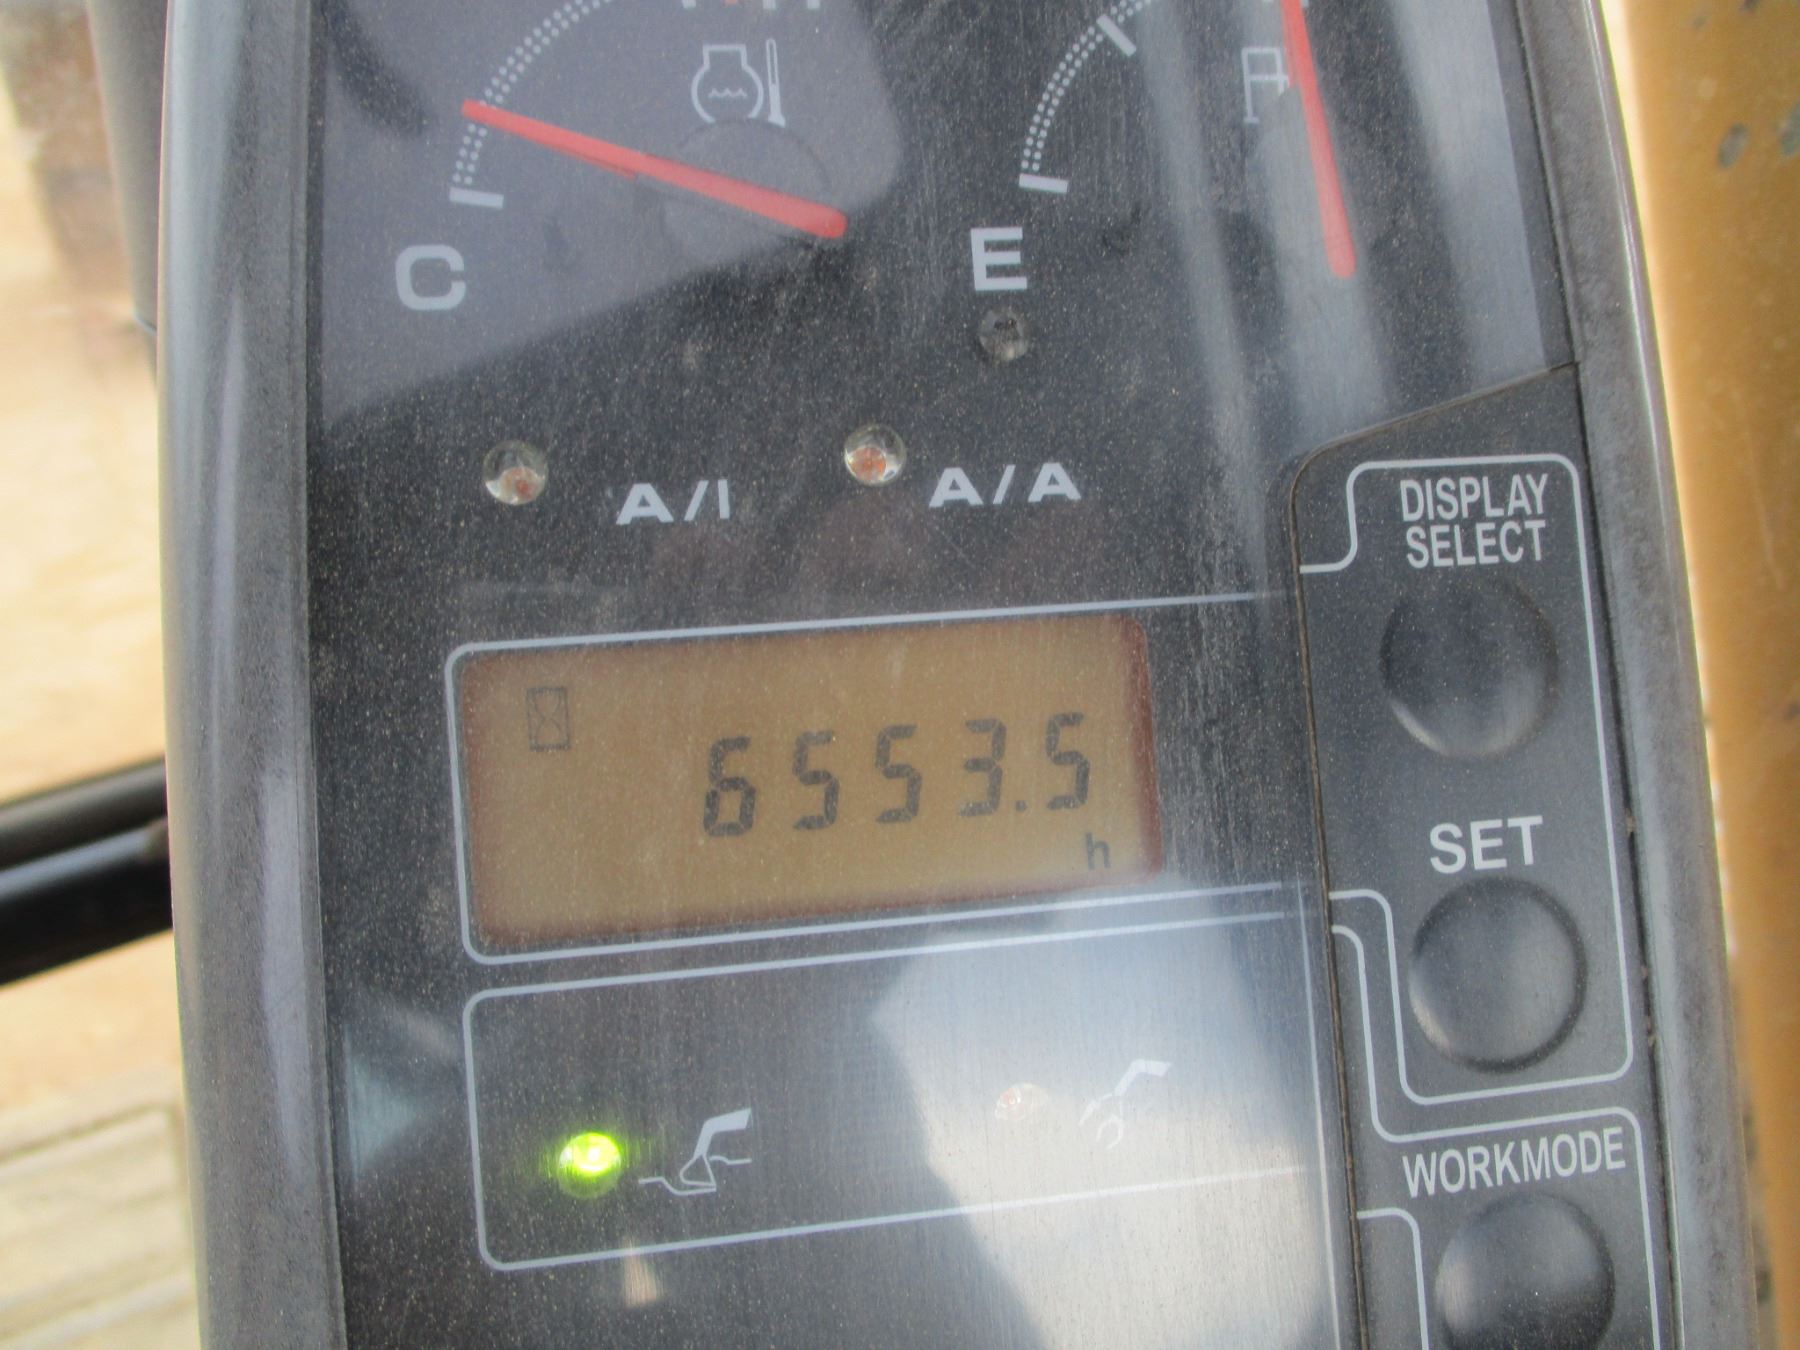 C
E
A/I
A/A
DISPLAY
SELECT
6553.5
h
SET
WORKMODE